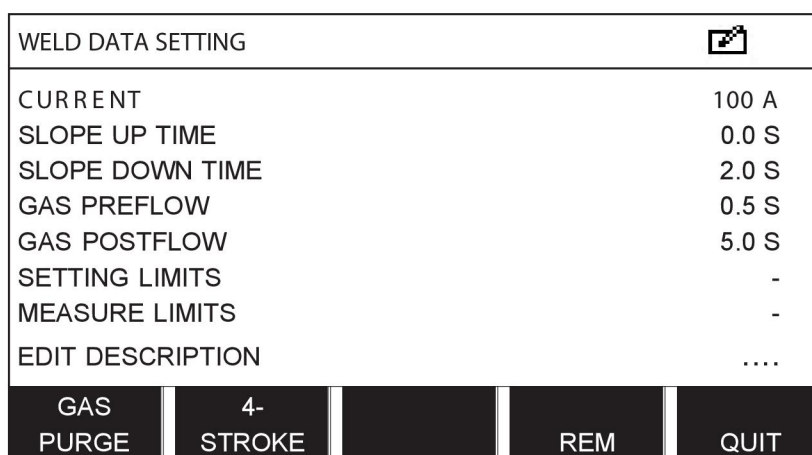 WELD DATA SETTING
CURRENT 100 A
SLOPE UP TIME 0.0 S
SLOPE DOWN TIME 2.0 S
GAS PREFLOW 0.5 S
GAS POSTFLOW 5.0 S
SETTING LIMITS -
MEASURE LIMITS -
EDIT DESCRIPTION ....
GAS PURGE 4-STROKE REM QUIT